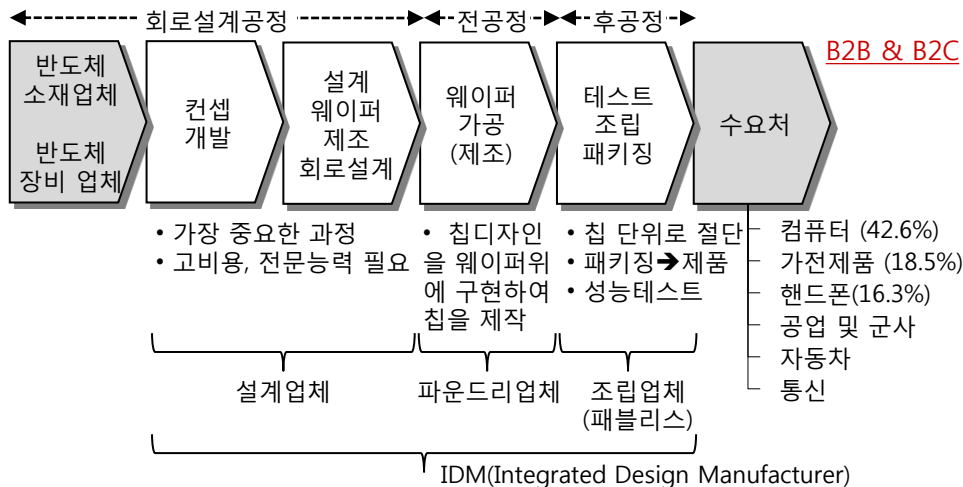 회로설계공정
전공정
후공정
B2B & B2C
반도체
소재업체
반도체
장비 업체
컨셉
개발
설계
웨이퍼
제조
회로설계
웨이퍼
가공
(제조)
테스트
조립
패키징
수요처
• 가장 중요한 과정
• 고비용, 전문능력 필요
• 칩디자인
을 웨이퍼위
에 구현하여
칩을 제작
• 칩 단위로 절단
• 패키징➔제품
• 성능테스트
컴퓨터 (42.6%)
가전제품 (18.5%)
핸드폰(16.3%)
공업 및 군사
자동차
통신
설계업체
파운드리업체
조립업체
(패블리스)
IDM(Integrated Design Manufacturer)